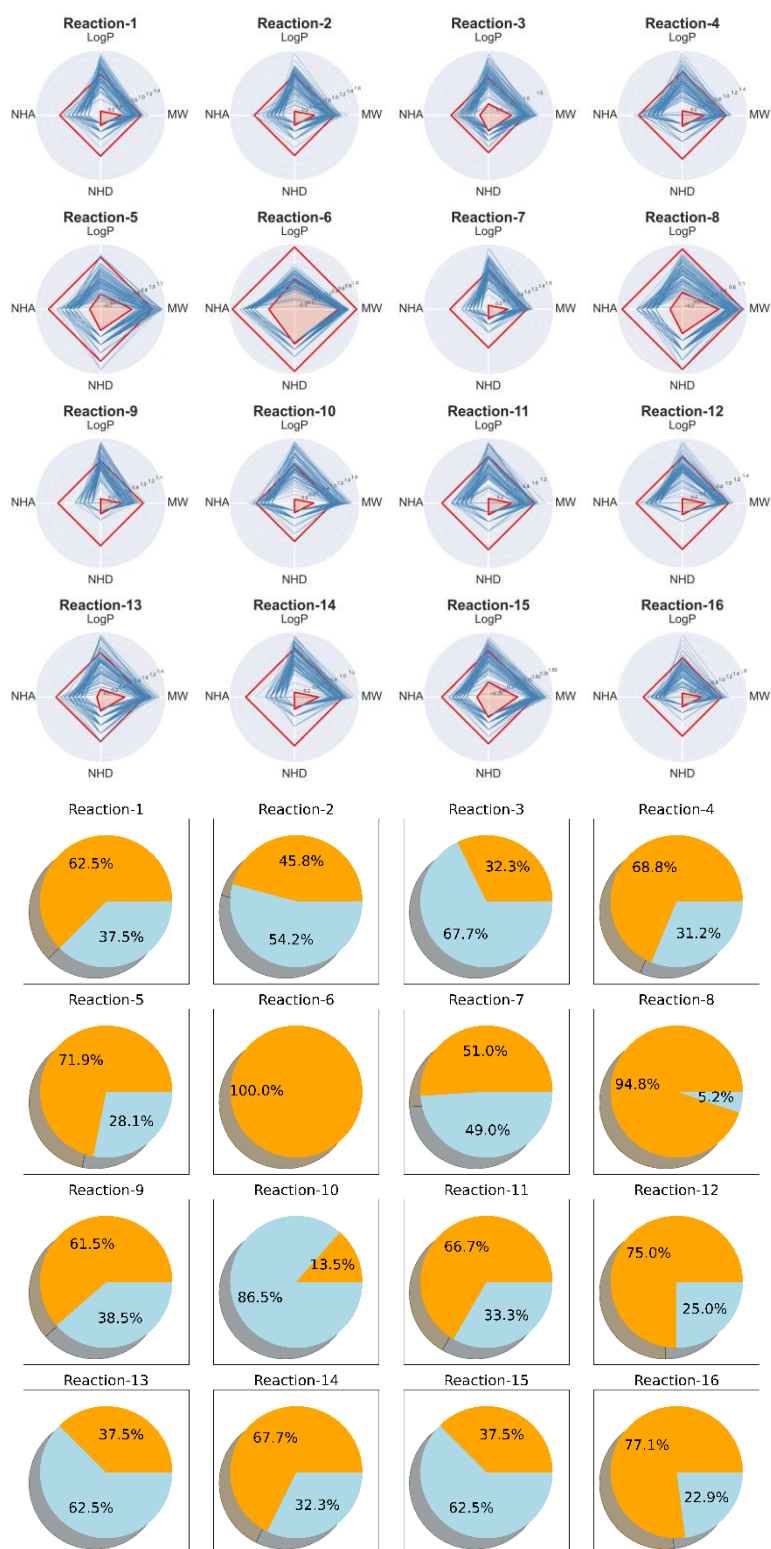 Reaction-1 Reaction-2 Reaction-3 Reaction-4
LogP LogP LogP LogP
NHA MW NHA MW NHA MW NHA MW
NHD NHD NHD NHD
Reaction-5 Reaction-6 Reaction-7 Reaction-8
LogP LogP LogP LogP
NHA MW NHA MW NHA MW NHA MW
NHD NHD NHD NHD
Reaction-9 Reaction-10 Reaction-11 Reaction-12
LogP LogP LogP LogP
NHA MW NHA MW NHA MW NHA MW
NHD NHD NHD NHD
Reaction-13 Reaction-14 Reaction-15 Reaction-16
LogP LogP LogP LogP
NHA MW NHA MW NHA MW NHA MW
NHD NHD NHD NHD
Reaction-1 Reaction-2 Reaction-3 Reaction-4
62.5% 45.8% 32.3% 68.8%
37.5% 54.2% 67.7% 31.2%
Reaction-5 Reaction-6 Reaction-7 Reaction-8
71.9% 100.0% 51.0% 94.8%
28.1% 49.0% 5.2%
Reaction-9 Reaction-10 Reaction-11 Reaction-12
61.5% 13.5% 66.7% 75.0%
38.5% 86.5% 33.3% 25.0%
Reaction-13 Reaction-14 Reaction-15 Reaction-16
37.5% 67.7% 37.5% 77.1%
62.5% 32.3% 62.5% 22.9%